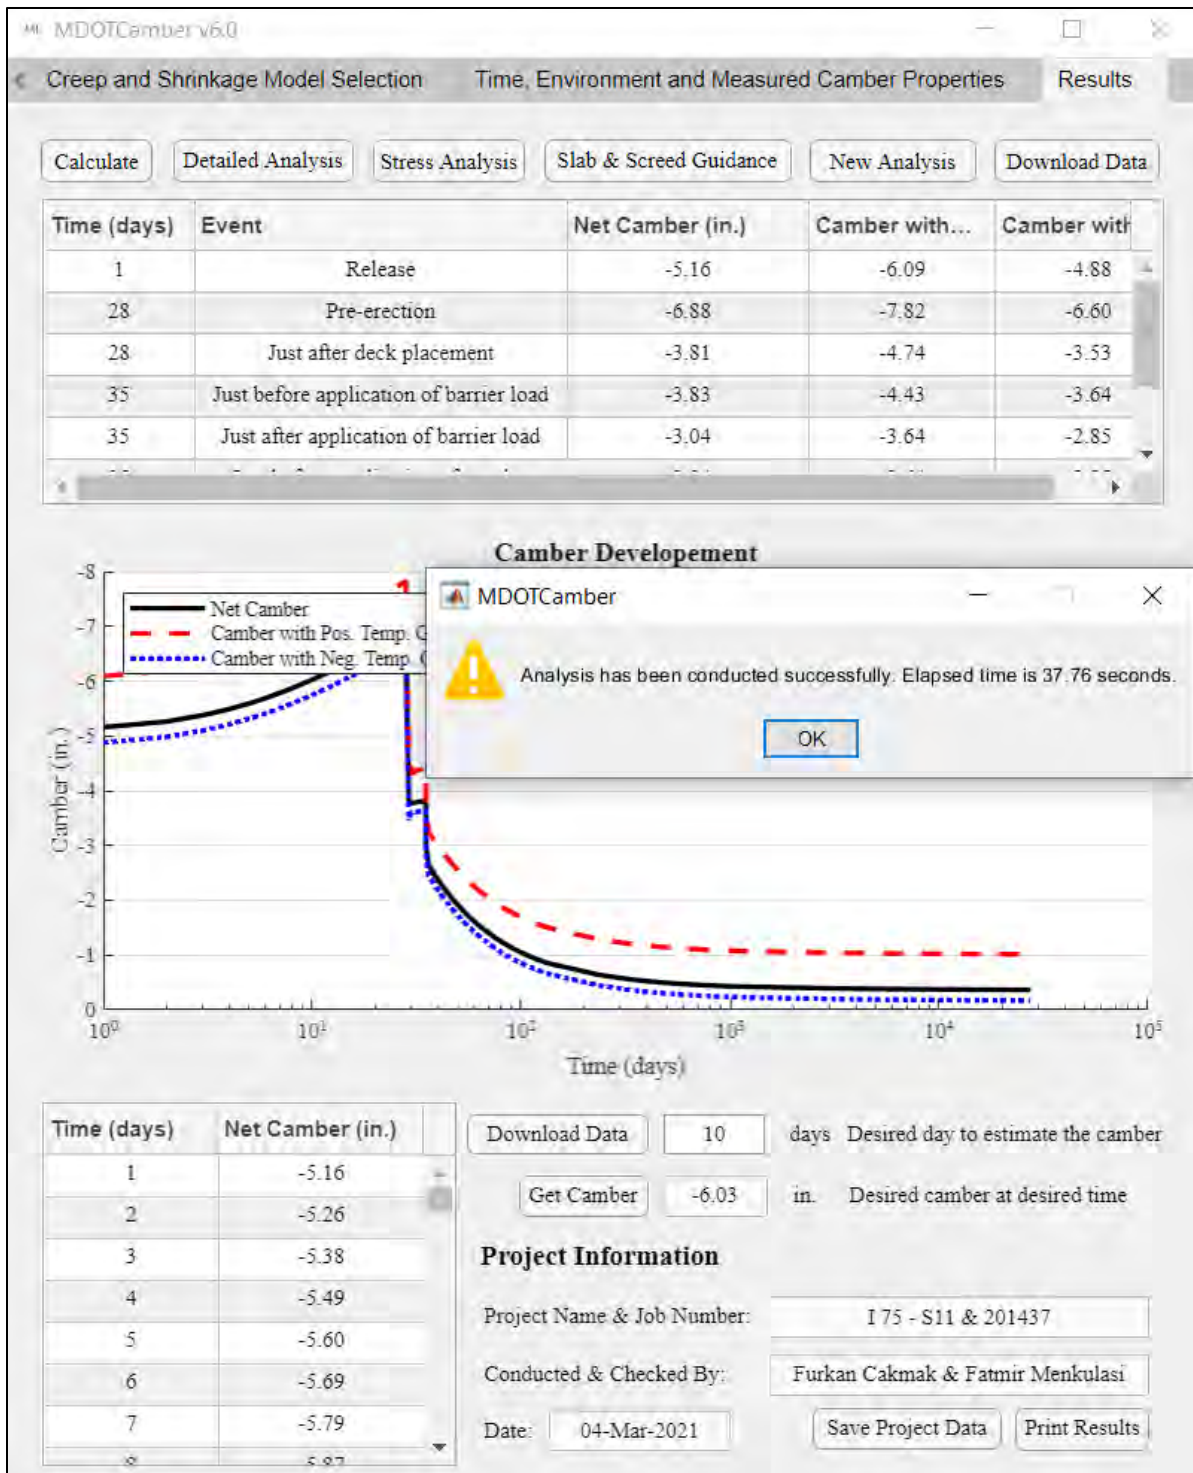 MDOTCamber v6.0
Creep and Shrinkage Model Selection Time, Environment and Measured Camber Properties Results
Calculate Detailed Analysis Stress Analysis Slab & Screed Guidance New Analysis Download Data
Time (days) Event Net Camber (in.) Camber with... Camber with
1 Release -5.16 -6.09 -4.88
28 Pre-erection -6.88 -7.82 -6.60
28 Just after deck placement -3.81 -4.74 -3.53
35 Just before application of barrier load -3.83 -4.43 -3.64
35 Just after application of barrier load -3.04 -3.64 -2.85
Camber Developement
Net Camber
Camber with Pos. Temp. G
Camber with Neg. Temp. G
MDOTCamber
Analysis has been conducted successfully. Elapsed time is 37.76 seconds.
OK
Camber (in.)
-8
-7
-6
-5
-4
-3
-2
-1
0
10⁰ 10¹ 10² 10³ 10⁴ 10⁵
Time (days)
Time (days) Net Camber (in.)
1 -5.16
2 -5.26
3 -5.38
4 -5.49
5 -5.60
6 -5.69
7 -5.79
8 -5.87
Download Data 10 days Desired day to estimate the camber
Get Camber -6.03 in. Desired camber at desired time
Project Information
Project Name & Job Number: I 75 - S11 & 201437
Conducted & Checked By: Furkan Cakmak & Fatmir Menkulasi
Date: 04-Mar-2021 Save Project Data Print Results